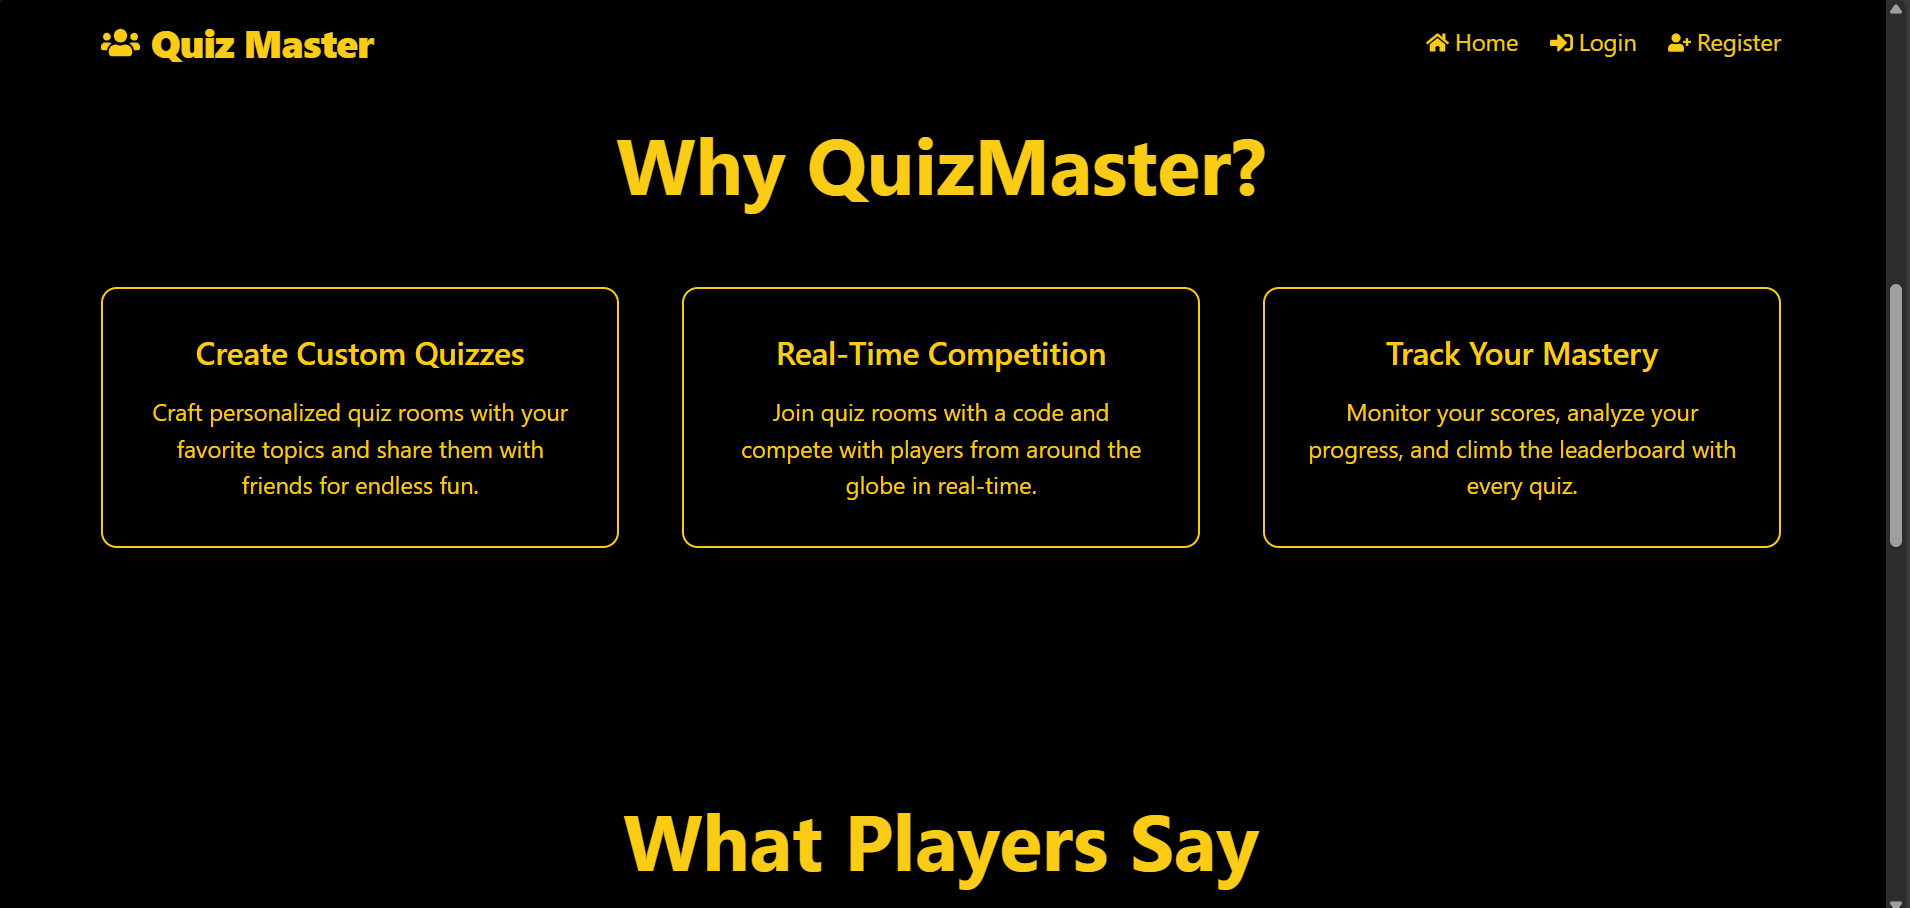 Quiz Master
Home
Login
Register
Why QuizMaster?
Create Custom Quizzes
Craft personalized quiz rooms with your
favorite topics and share them with
friends for endless fun.
Real-Time Competition
Join quiz rooms with a code and
compete with players from around the
globe in real-time.
Track Your Mastery
Monitor your scores, analyze your
progress, and climb the leaderboard with
every quiz.
What Players Say